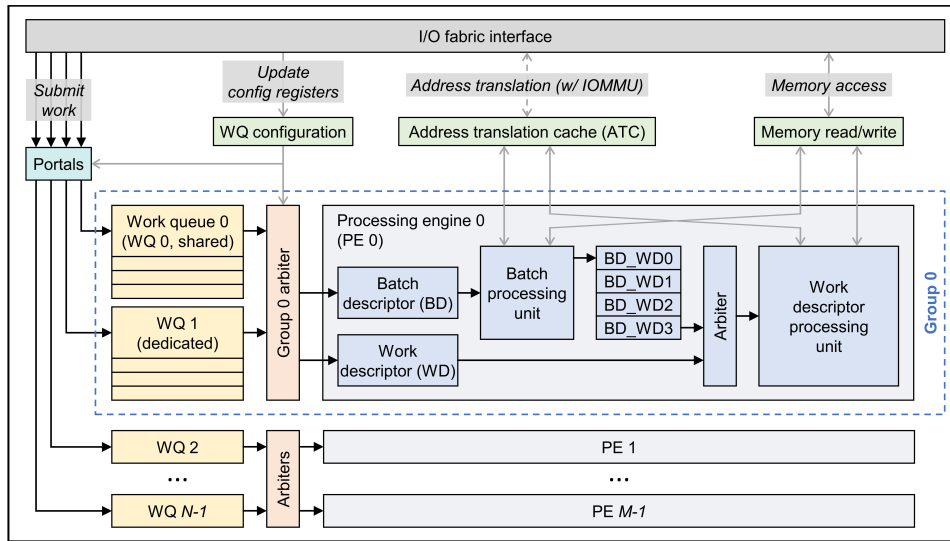 I/O fabric interface
Submit
work
Update
config registers
Address translation (w/ IOMMU)
Memory access
WQ configuration
Address translation cache (ATC)
Memory read/write
Portals
Work queue 0
(WQ 0, shared)
WQ 1
(dedicated)
Group 0 arbiter
Processing engine 0
(PE 0)
Batch
descriptor (BD)
Work
descriptor (WD)
Batch
processing
unit
BD_WD0
BD_WD1
BD_WD2
BD_WD3
Arbiter
Work
descriptor
processing
unit
Group 0
WQ 2
...
WQ N-1
Arbiters
PE 1
...
PE M-1